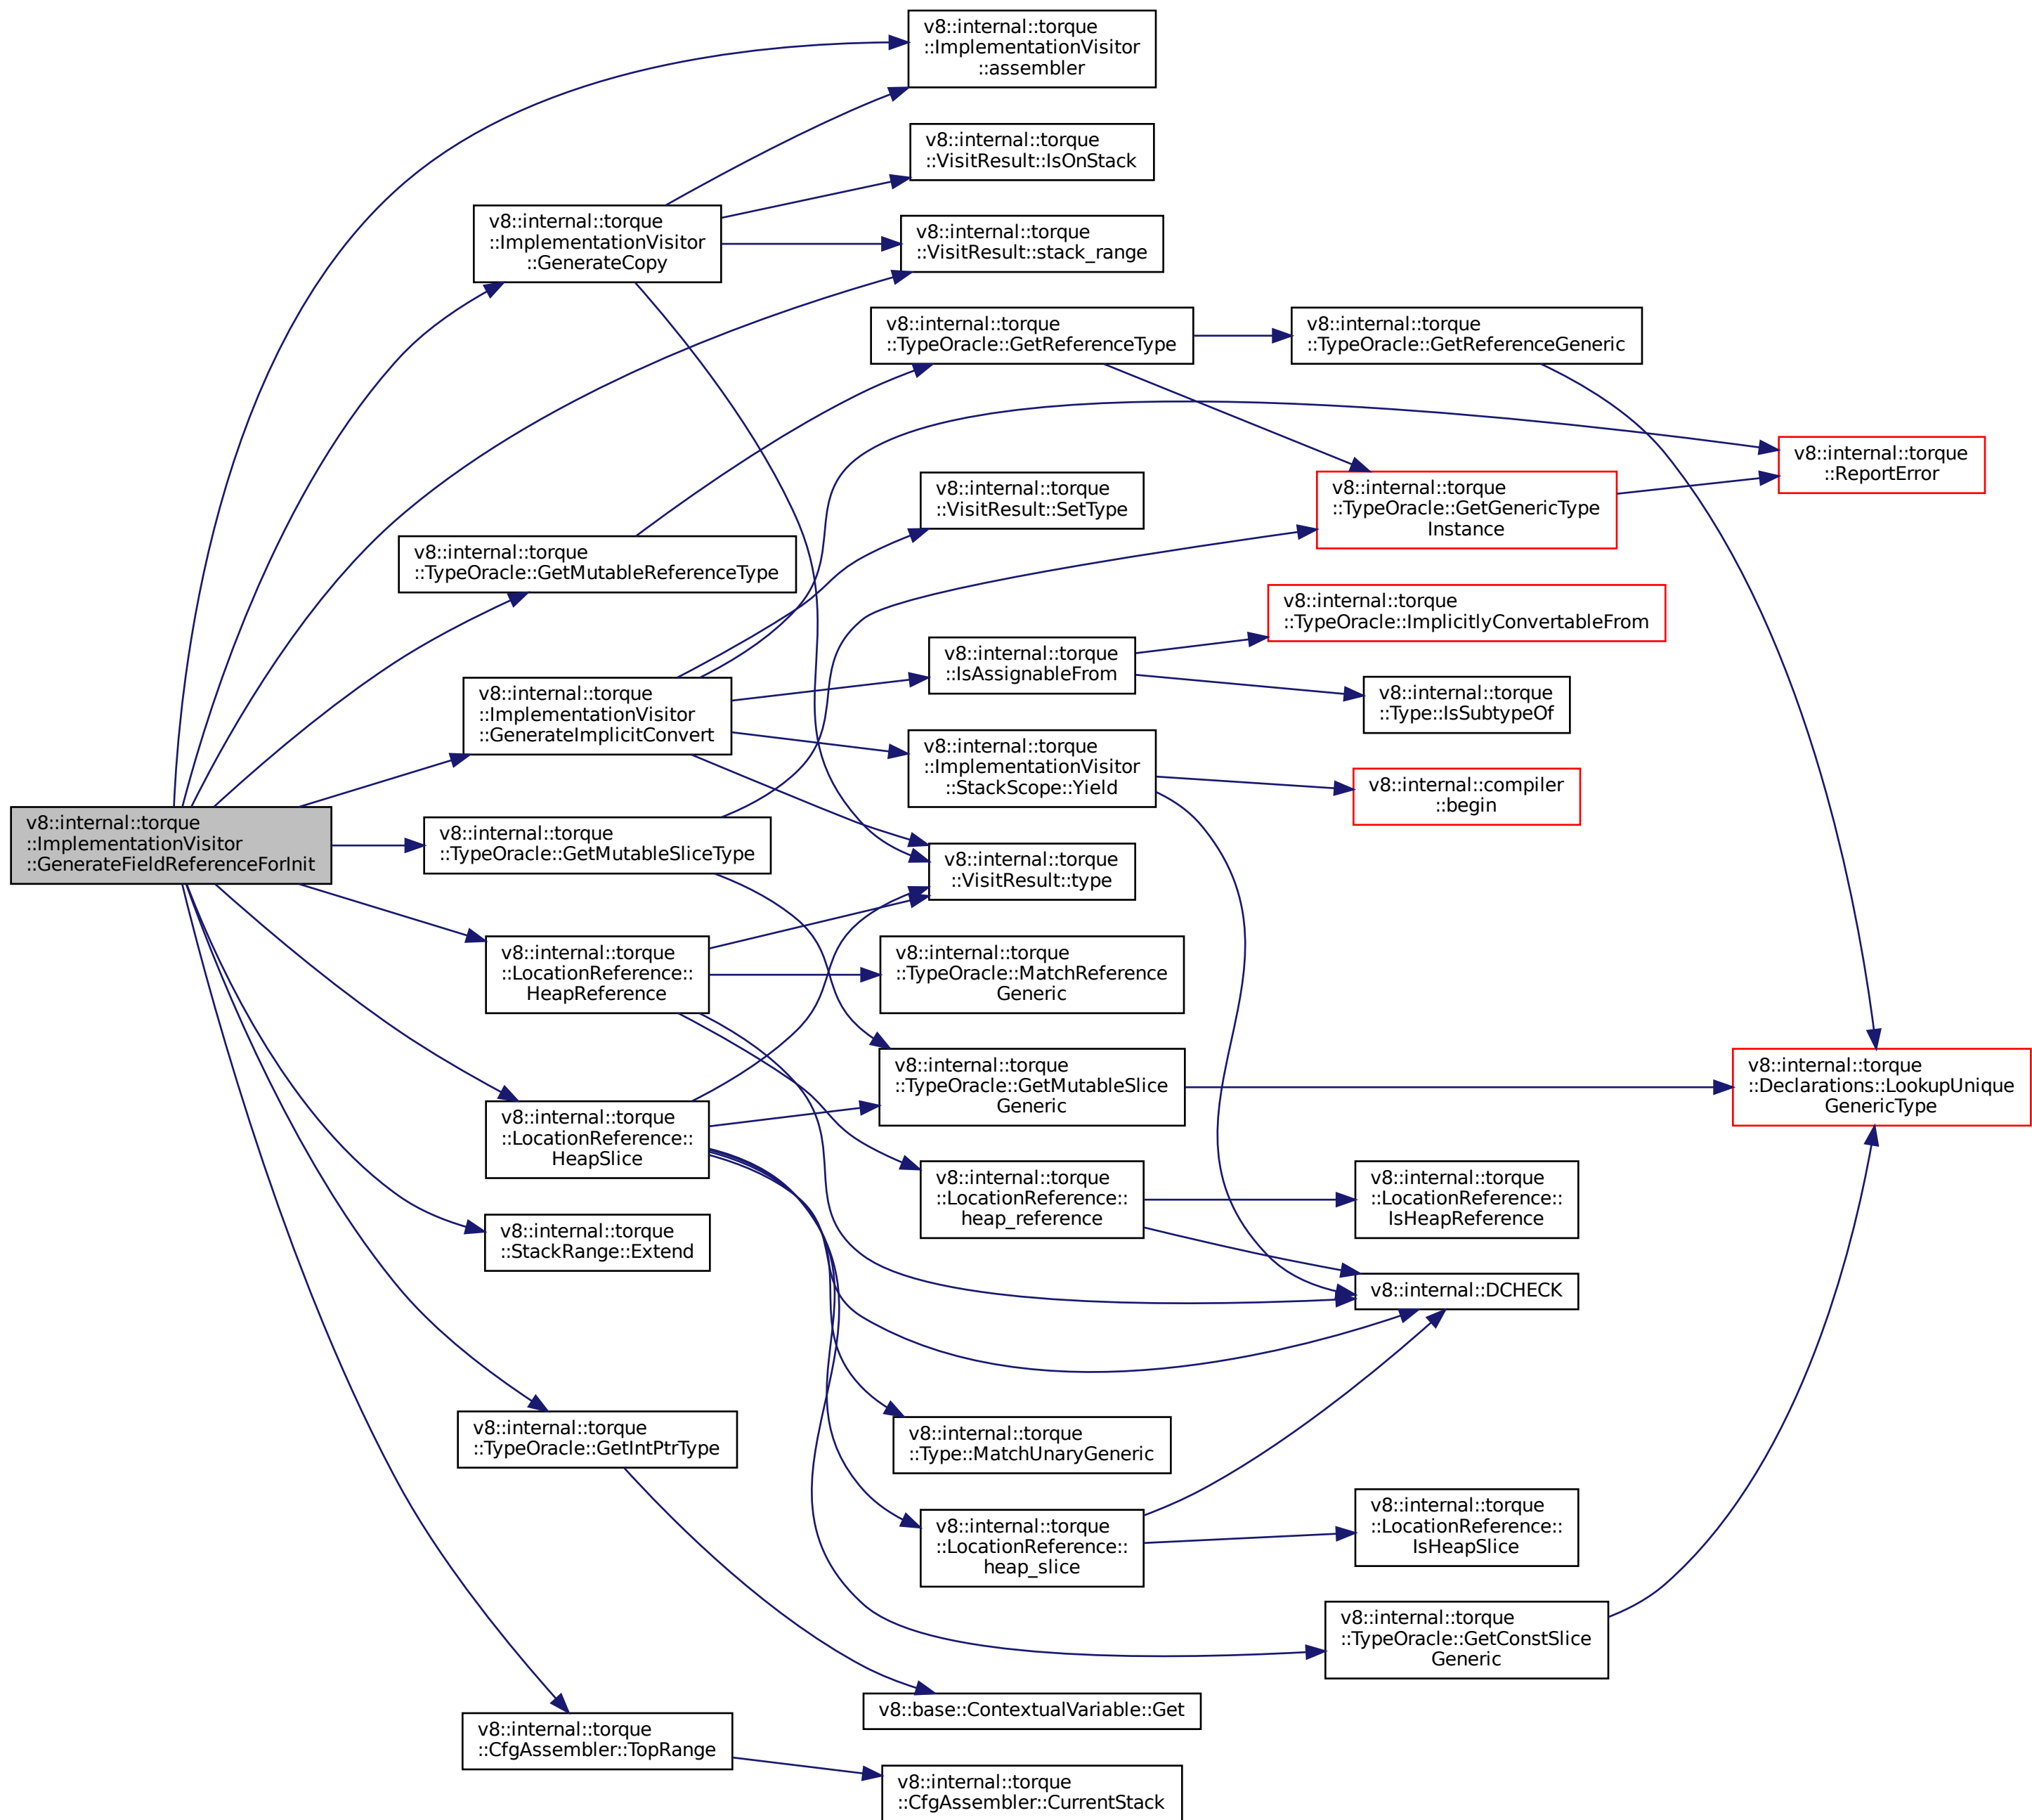 v8::internal::torque
::ImplementationVisitor
::assembler
v8::internal::torque
::VisitResult::IsOnStack
v8::internal::torque
::ImplementationVisitor
::GenerateCopy
v8::internal::torque
::VisitResult::stack_range
v8::internal::torque
::TypeOracle::GetReferenceType
v8::internal::torque
::TypeOracle::GetReferenceGeneric
v8::internal::torque
::ReportError
v8::internal::torque
::VisitResult::SetType
v8::internal::torque
::TypeOracle::GetGenericType
Instance
v8::internal::torque
::TypeOracle::GetMutableReferenceType
v8::internal::torque
::TypeOracle::ImplicitlyConvertableFrom
v8::internal::torque
::IsAssignableFrom
v8::internal::torque
::ImplementationVisitor
::GenerateImplicitConvert
v8::internal::torque
::Type::IsSubtypeOf
v8::internal::torque
::ImplementationVisitor
::StackScope::Yield
v8::internal::compiler
::begin
v8::internal::torque
::ImplementationVisitor
::GenerateFieldReferenceForInit
v8::internal::torque
::TypeOracle::GetMutableSliceType
v8::internal::torque
::VisitResult::type
v8::internal::torque
::LocationReference::
HeapReference
v8::internal::torque
::TypeOracle::MatchReference
Generic
v8::internal::torque
::TypeOracle::GetMutableSlice
Generic
v8::internal::torque
::Declarations::LookupUnique
GenericType
v8::internal::torque
::LocationReference::
HeapSlice
v8::internal::torque
::LocationReference::
heap_reference
v8::internal::torque
::LocationReference::
IsHeapReference
v8::internal::torque
::StackRange::Extend
v8::internal::DCHECK
v8::internal::torque
::TypeOracle::GetIntPtrType
v8::internal::torque
::Type::MatchUnaryGeneric
v8::internal::torque
::LocationReference::
heap_slice
v8::internal::torque
::LocationReference::
IsHeapSlice
v8::internal::torque
::TypeOracle::GetConstSlice
Generic
v8::base::ContextualVariable::Get
v8::internal::torque
::CfgAssembler::TopRange
v8::internal::torque
::CfgAssembler::CurrentStack